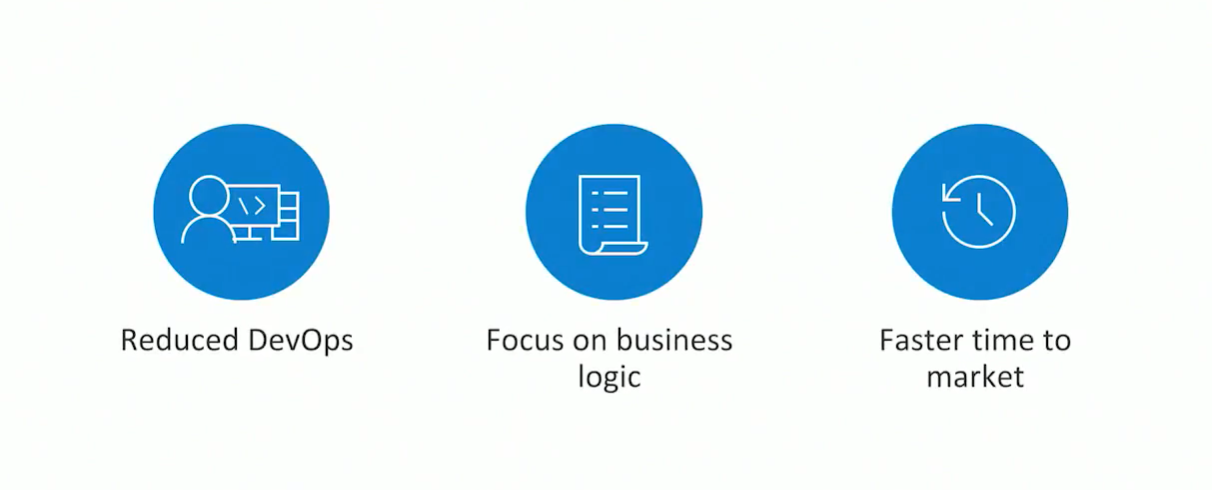 Reduced DevOps
Focus on business
logic
Faster time to
market